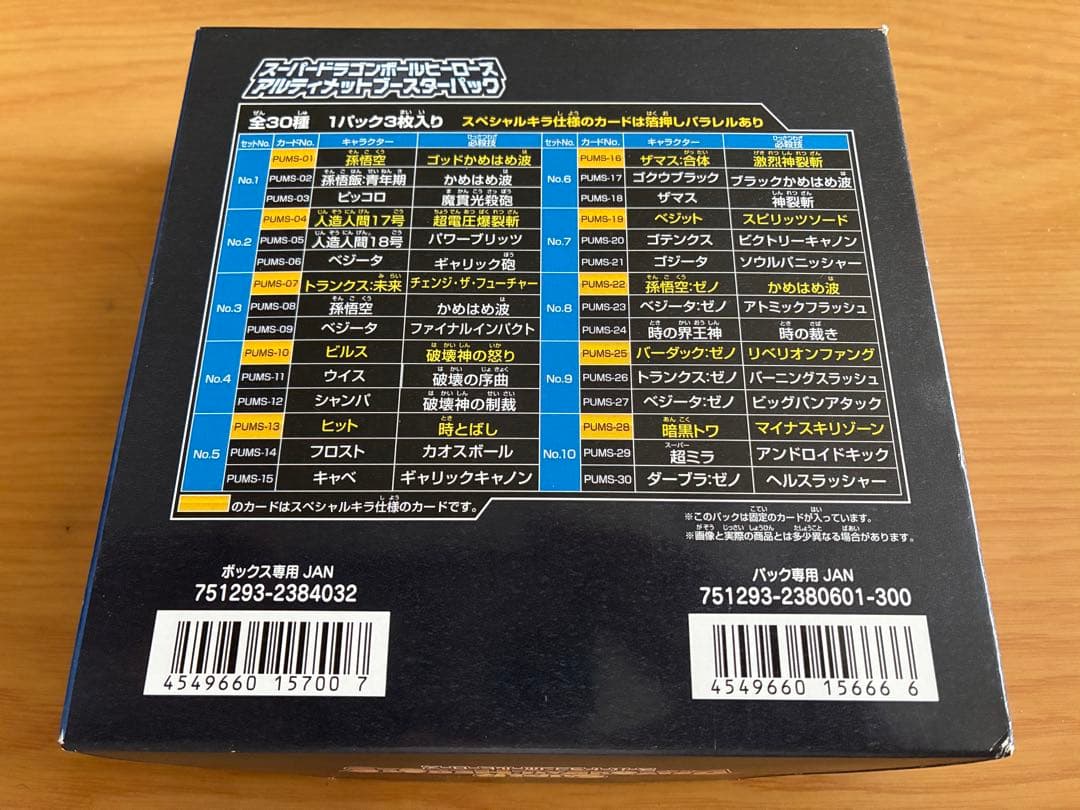 スーパードラゴンボールヒーローズ
アルティメットブースターパック
全30種 1パック3枚入り スペシャルキラ仕様のカードは箔押しパラレルあり
セットNo. カードNo. キャラクター 必殺技
No.1
PUMS-01 孫悟空 ゴッドかめはめ波
PUMS-02 孫悟飯:青年期 かめはめ波
PUMS-03 ピッコロ 魔貫光殺砲
No.2
PUMS-04 人造人間17号 超電圧爆裂斬
PUMS-05 人造人間18号 パワーブリッツ
PUMS-06 ベジータ ギャリック砲
No.3
PUMS-07 トランクス:未来 チェンジ・ザ・フューチャー
PUMS-08 孫悟空 かめはめ波
PUMS-09 ベジータ ファイナルインパクト
No.4
PUMS-10 ビルス 破壊神の怒り
PUMS-11 ウイス 破壊の序曲
PUMS-12 シャンパ 破壊神の制裁
No.5
PUMS-13 ヒット 時とばし
PUMS-14 フロスト カオスボール
PUMS-15 キャベ ギャリックキャノン
セットNo. カードNo. キャラクター 必殺技
No.6
PUMS-16 ザマス:合体 激烈神裂斬
PUMS-17 ゴクウブラック ブラックかめはめ波
PUMS-18 ザマス 神裂斬
No.7
PUMS-19 ベジット スピリッツソード
PUMS-20 ゴテンクス ビクトリーキャノン
PUMS-21 ゴジータ ソウルパニッシャー
No.8
PUMS-22 孫悟空:ゼノ かめはめ波
PUMS-23 ベジータ:ゼノ アトミックフラッシュ
PUMS-24 時の界王神 時の裁き
No.9
PUMS-25 バーダック:ゼノ リベリオンファング
PUMS-26 トランクス:ゼノ バーニングスラッシュ
PUMS-27 ベジータ:ゼノ ビッグバンアタック
No.10
PUMS-28 暗黒トワ マイナスキリゾーン
PUMS-29 超ミラ アンドロイドキック
PUMS-30 ダーブラ:ゼノ ヘルスラッシャー
のカードはスペシャルキラ仕様のカードです。
※このパックは固定のカードが入っています。
※画像と実際の商品とは多少異なる場合があります。
ボックス専用 JAN
751293-2384032
4549660 15700 7
パック専用 JAN
751293-2380601-300
4549660 15666 6